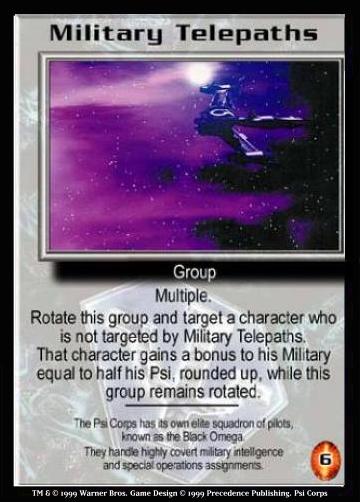 Military Telepaths
Group
Multiple.
Rotate this group and target a character who
is not targeted by Military Telepaths.
That character gains a bonus to his Military
equal to half his Psi, rounded up, while this
group remains rotated.
The Psi Corps has its own elite squadron of pilots,
known as the Black Omega.
They handle highly covert military intelligence
and special operations assignments.
6
TM & © 1999 Warner Bros. Game Design © 1999 Precedence Publishing. Psi Corps